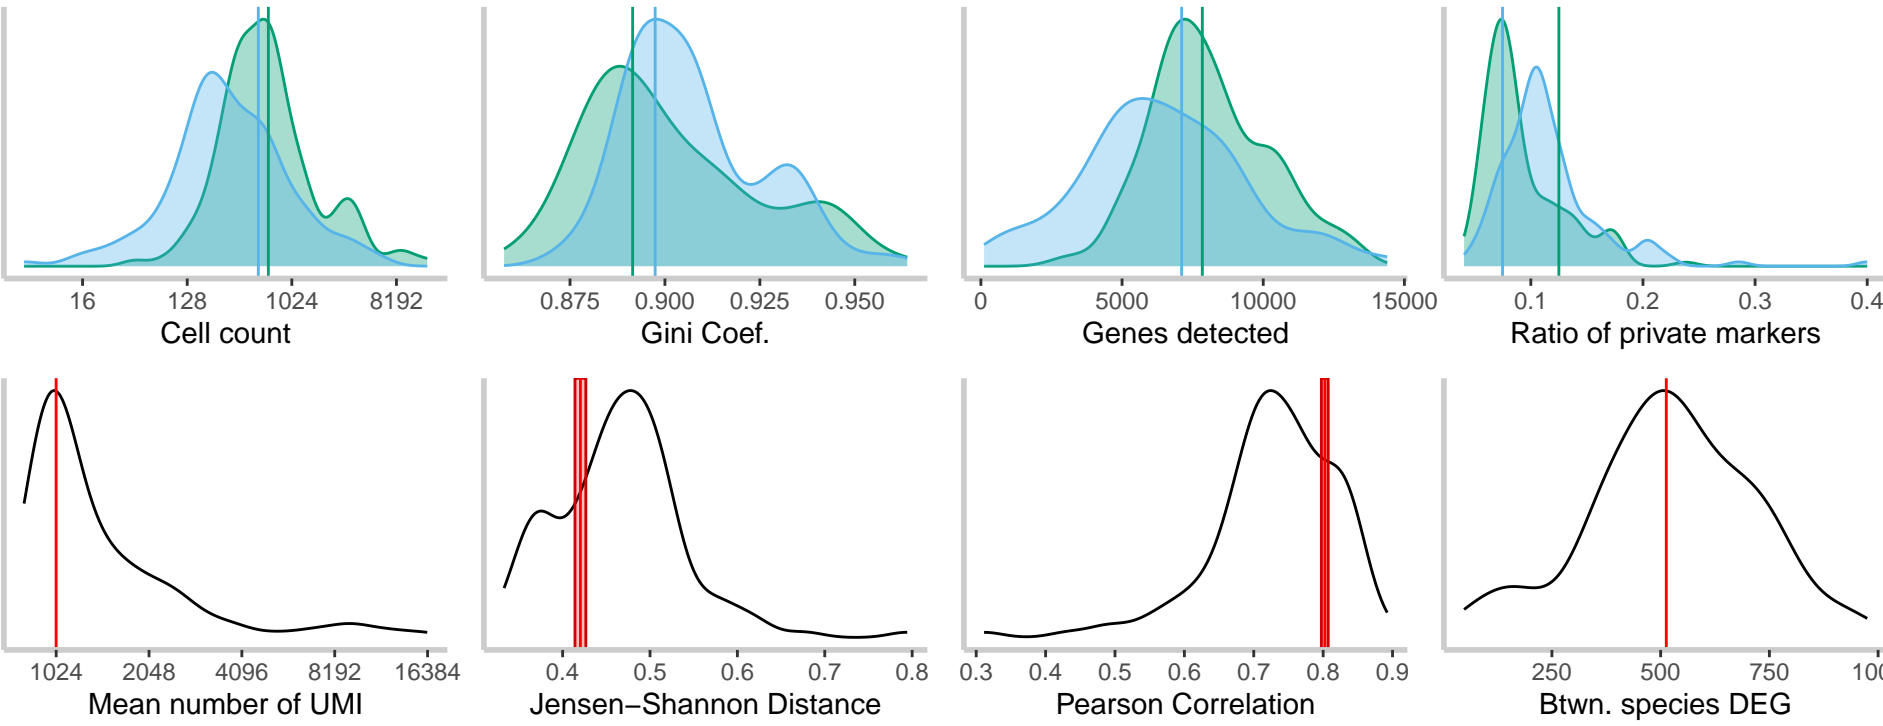 16 128 1024 8192
Cell count
0.875 0.900 0.925 0.950
Gini Coef.
0 5000 10000 15000
Genes detected
0.1 0.2 0.3 0.4
Ratio of private markers
1024 2048 4096 8192 16384
Mean number of UMI
0.4 0.5 0.6 0.7 0.8
Jensen−Shannon Distance
0.3 0.4 0.5 0.6 0.7 0.8 0.9
Pearson Correlation
250 500 750
Btwn. species DEG